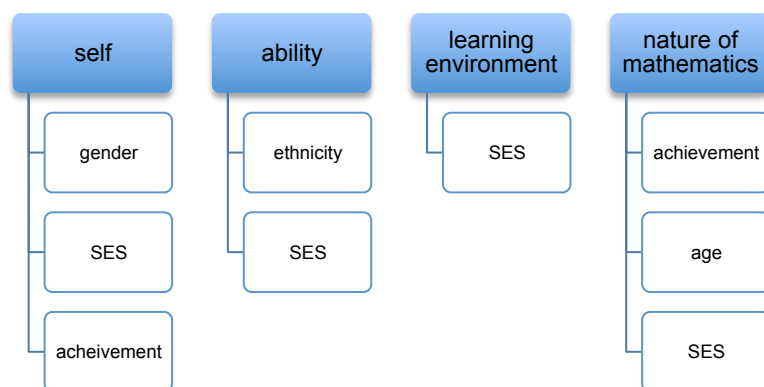 self
gender
SES
acheivement
ability
ethnicity
SES
learning
environment
SES
nature of
mathematics
achievement
age
SES